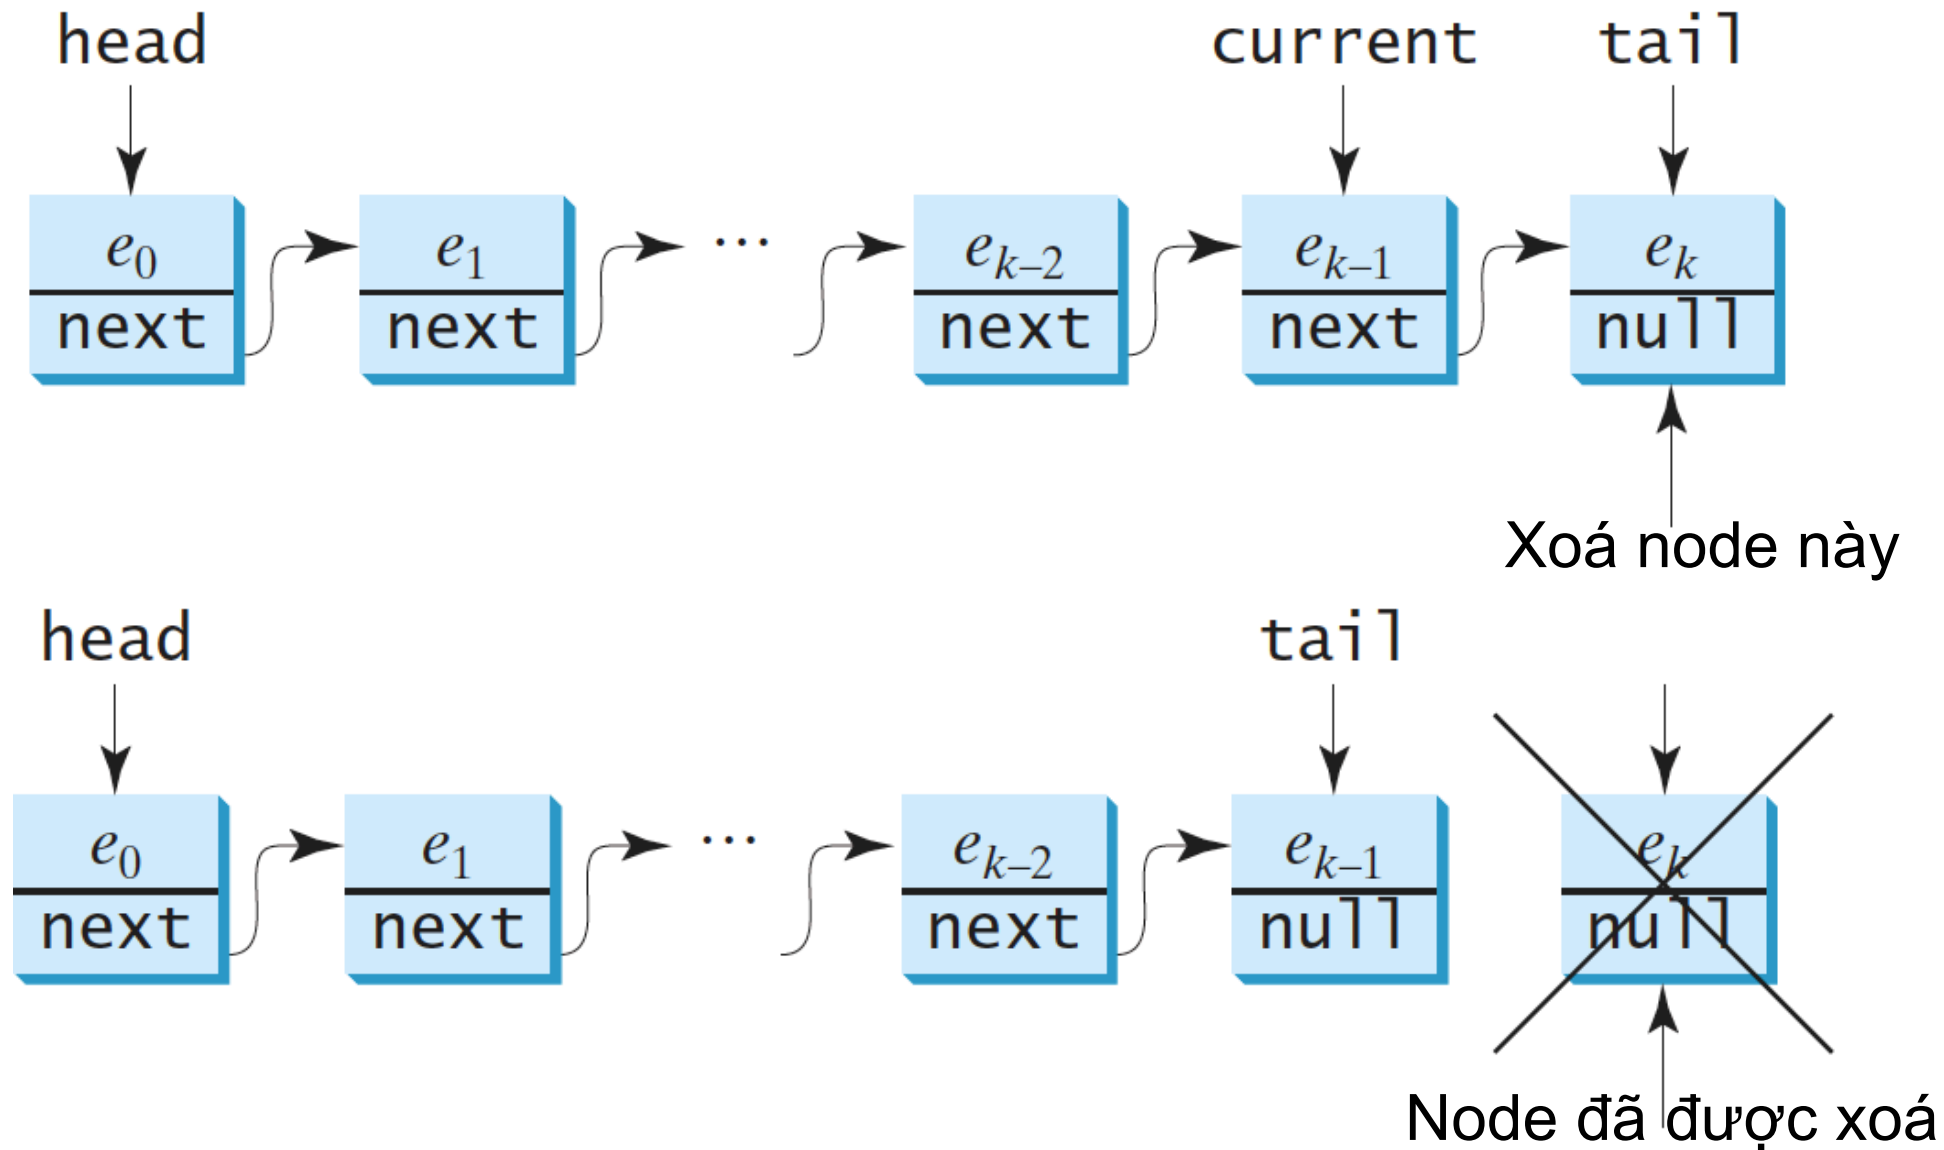 head current tail
e0 e1 ... ek–2 ek–1 ek
next next next next null
Xoá node này
head tail
e0 e1 ... ek–2 ek–1 ek
next next next null null
Node đã được xoá